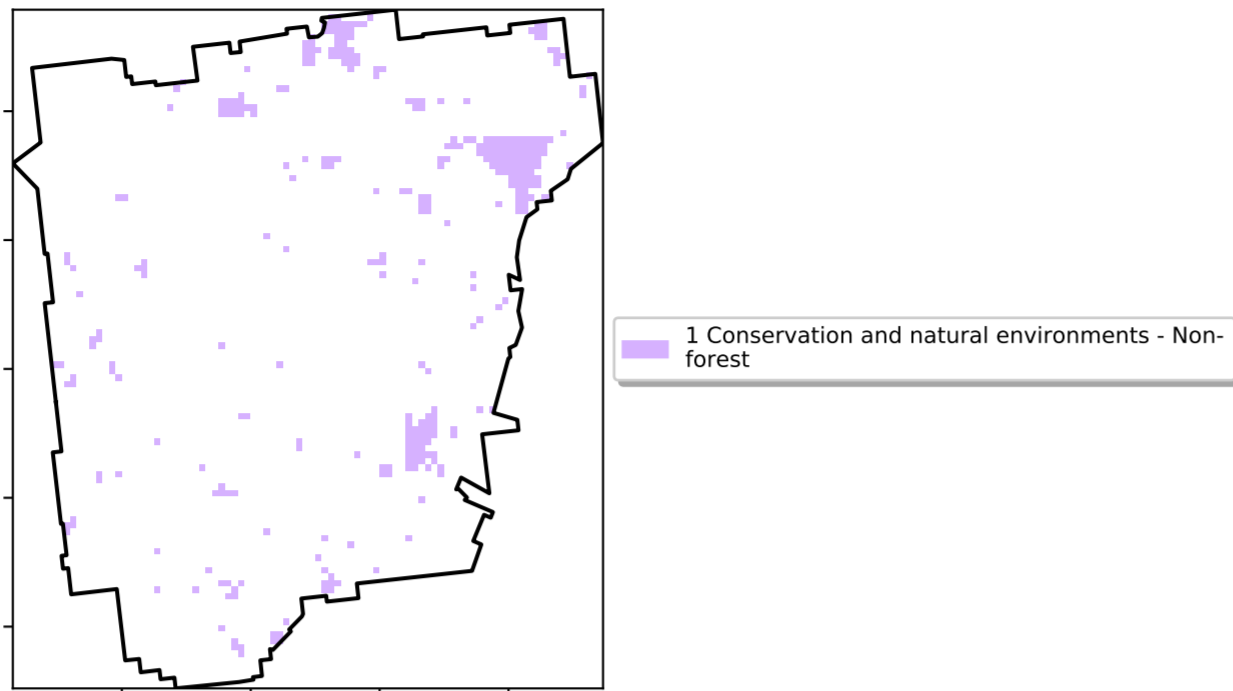 1 Conservation and natural environments - Non-
forest